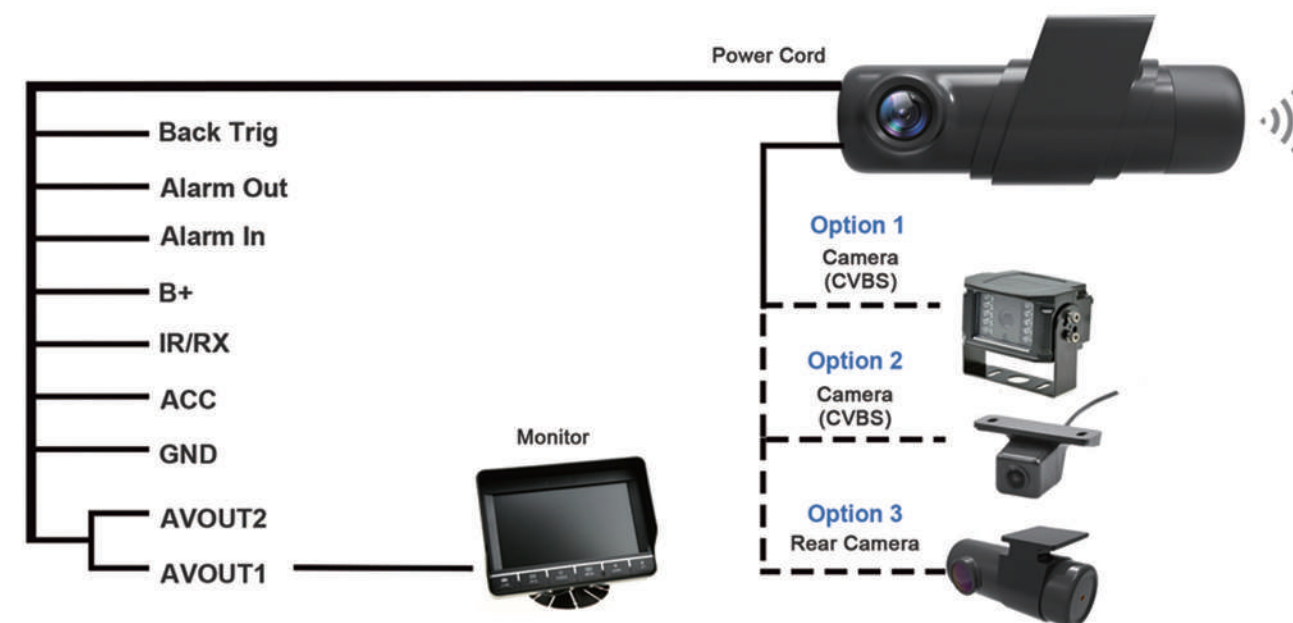 Power Cord
Back Trig
Alarm Out
Alarm In
B+
IR/RX
ACC
GND
AVOUT2
AVOUT1
Monitor
Option 1
Camera
(CVBS)
Option 2
Camera
(CVBS)
Option 3
Rear Camera